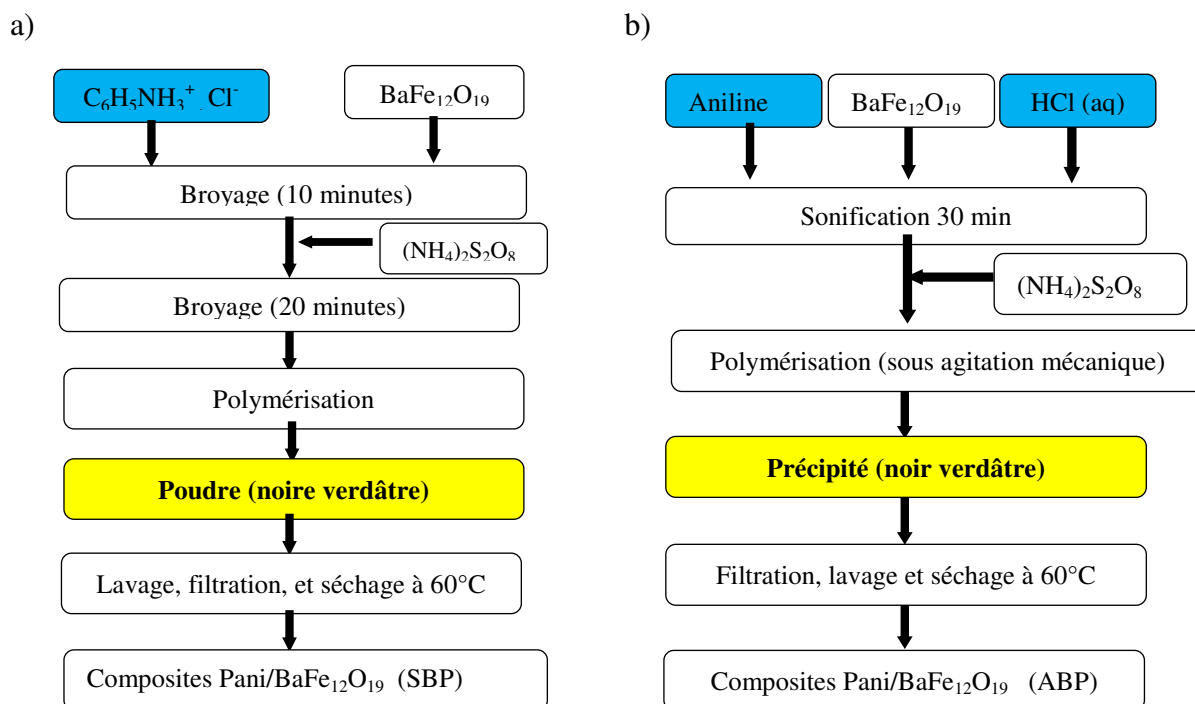 a)
C₆H₅NH₃⁺, Cl⁻
BaFe₁₂O₁₉
Broyage (10 minutes)
(NH₄)₂S₂O₈
Broyage (20 minutes)
Polymérisation
Poudre (noire verdâtre)
Lavage, filtration, et séchage à 60°C
Composites Pani/BaFe₁₂O₁₉ (SBP)
b)
Aniline
BaFe₁₂O₁₉
HCl (aq)
Sonification 30 min
(NH₄)₂S₂O₈
Polymérisation (sous agitation mécanique)
Précipité (noir verdâtre)
Filtration, lavage et séchage à 60°C
Composites Pani/BaFe₁₂O₁₉ (ABP)